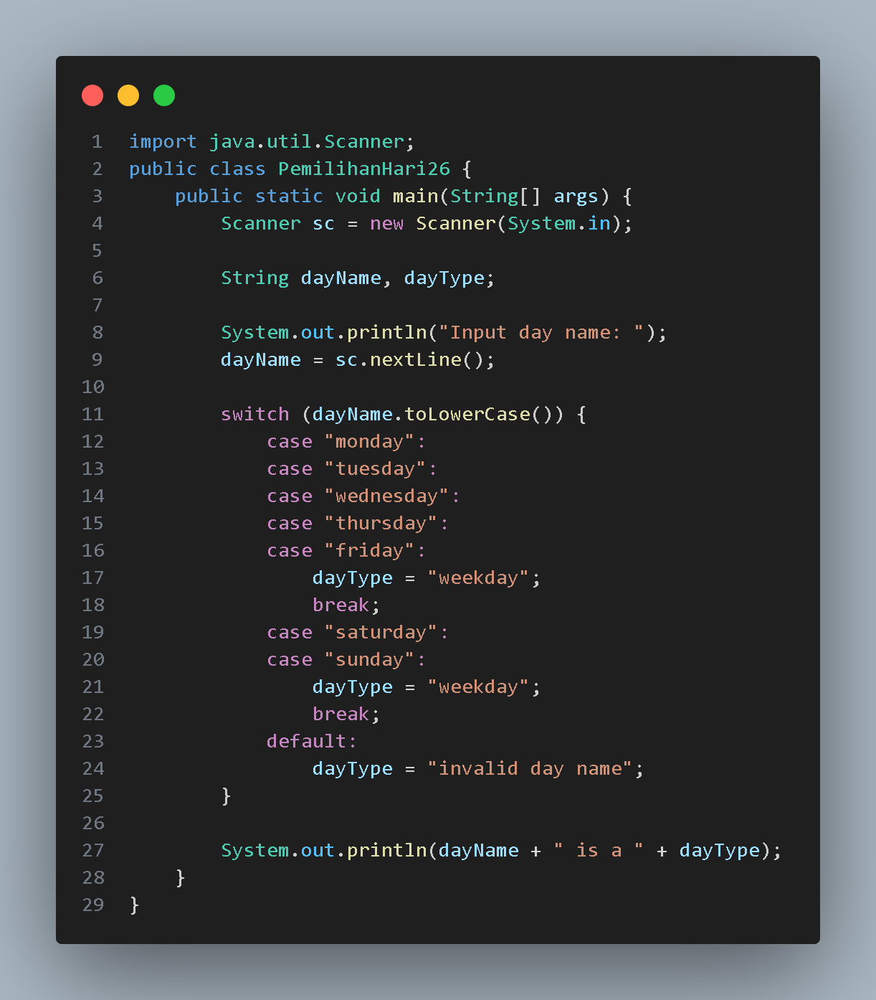 1 import java.util.Scanner;
2 public class PemilihanHari26 {
3     public static void main(String[] args) {
4         Scanner sc = new Scanner(System.in);
5
6         String dayName, dayType;
7
8         System.out.println("Input day name: ");
9         dayName = sc.nextLine();
10
11         switch (dayName.toLowerCase()) {
12             case "monday":
13             case "tuesday":
14             case "wednesday":
15             case "thursday":
16             case "friday":
17                 dayType = "weekday";
18                 break;
19             case "saturday":
20             case "sunday":
21                 dayType = "weekday";
22                 break;
23             default:
24                 dayType = "invalid day name";
25         }
26
27         System.out.println(dayName + " is a " + dayType);
28     }
29 }